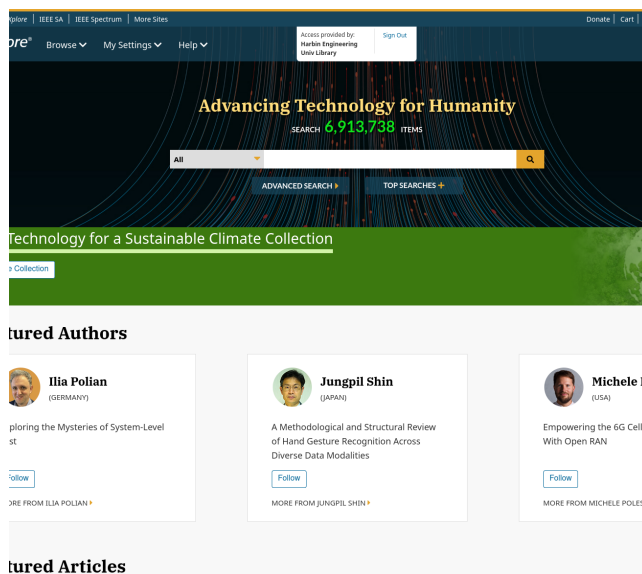 Xplore | IEEE SA | IEEE Spectrum | More Sites
Donate | Cart |
ore®
Browse
My Settings
Help
Access provided by:
Harbin Engineering
Univ Library
Sign Out
Advancing Technology for Humanity
SEARCH 6,913,738 ITEMS
All
ADVANCED SEARCH
TOP SEARCHES +
Technology for a Sustainable Climate Collection
e Collection
tured Authors
Ilia Polian
(GERMANY)
ploring the Mysteries of System-Level
st
Follow
ORE FROM ILIA POLIAN
Jungpil Shin
(JAPAN)
A Methodological and Structural Review
of Hand Gesture Recognition Across
Diverse Data Modalities
Follow
MORE FROM JUNGPIL SHIN
Michele
(USA)
Empowering the 6G Cell
With Open RAN
Follow
MORE FROM MICHELE POLES
tured Articles